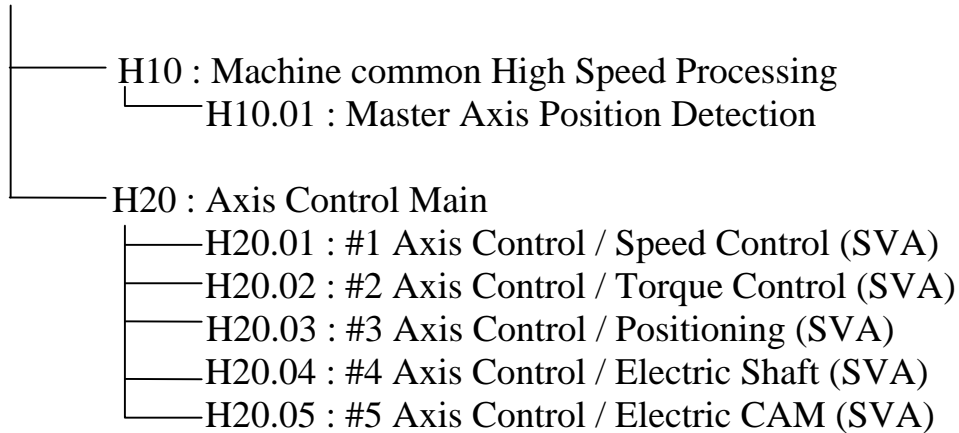 H10 : Machine common High Speed Processing
H10.01 : Master Axis Position Detection
H20 : Axis Control Main
H20.01 : #1 Axis Control / Speed Control (SVA)
H20.02 : #2 Axis Control / Torque Control (SVA)
H20.03 : #3 Axis Control / Positioning (SVA)
H20.04 : #4 Axis Control / Electric Shaft (SVA)
H20.05 : #5 Axis Control / Electric CAM (SVA)